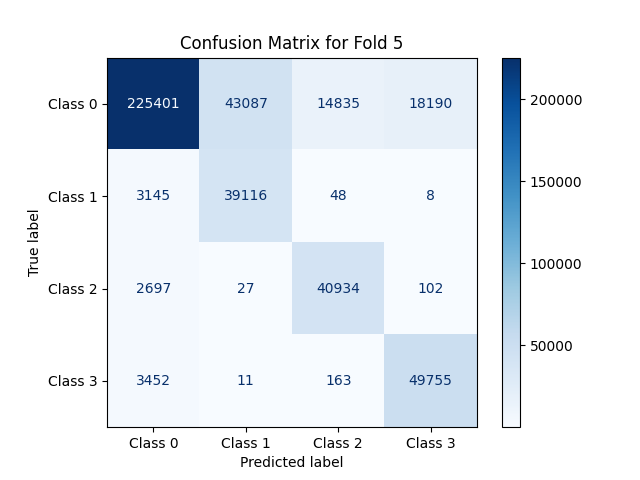 Confusion Matrix for Fold 5
Class 0 225401 43087 14835 18190
Class 1 3145 39116 48 8
Class 2 2697 27 40934 102
Class 3 3452 11 163 49755
Class 0 Class 1 Class 2 Class 3
Predicted label
True label
200000
150000
100000
50000